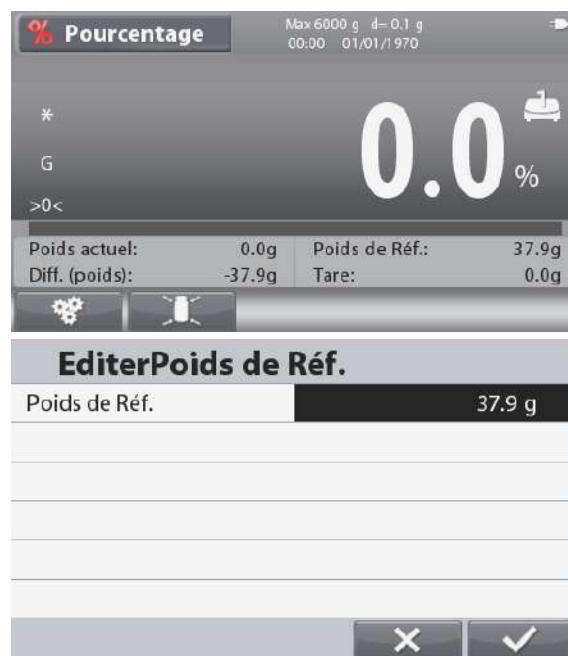 % Pourcentage
Max 6000 g d= 0.1 g
00:00 01/01/1970
*
G
>0<
0.0 %
Poids actuel: 0.0g Poids de Réf.: 37.9g
Diff. (poids): -37.9g Tare: 0.0g
EditerPoids de Réf.
Poids de Réf. 37.9 g